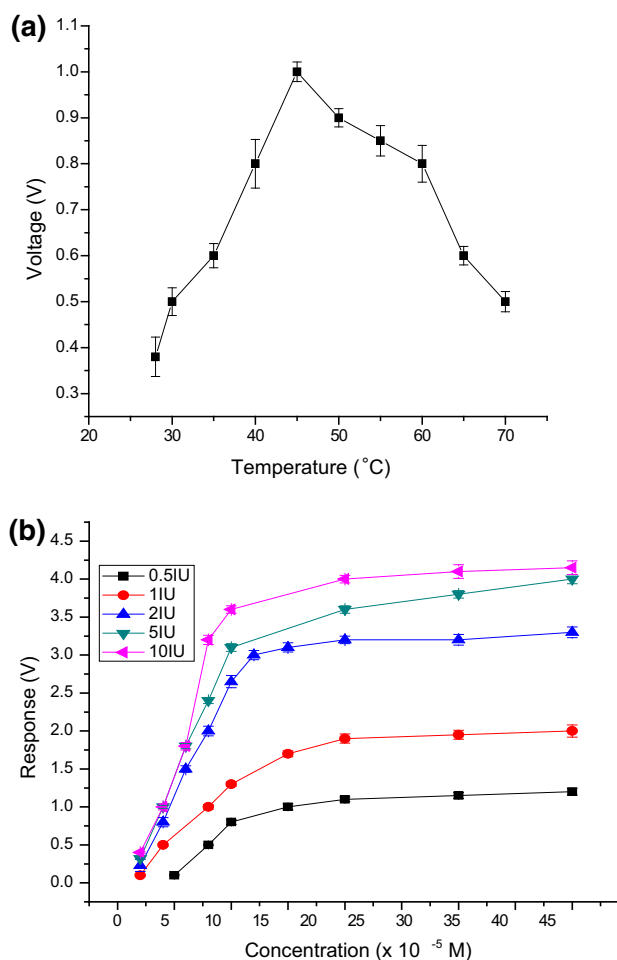 (a)
1.1
1.0
0.9
0.8
0.7
0.6
0.5
0.4
0.3
Voltage (V)
20 30 40 50 60 70
Temperature (°C)
(b)
4.5
4.0
3.5
3.0
2.5
2.0
1.5
1.0
0.5
0.0
Response (V)
0.5IU
1IU
2IU
5IU
10IU
0 5 10 15 20 25 30 35 40 45
Concentration (x 10 -5 M)